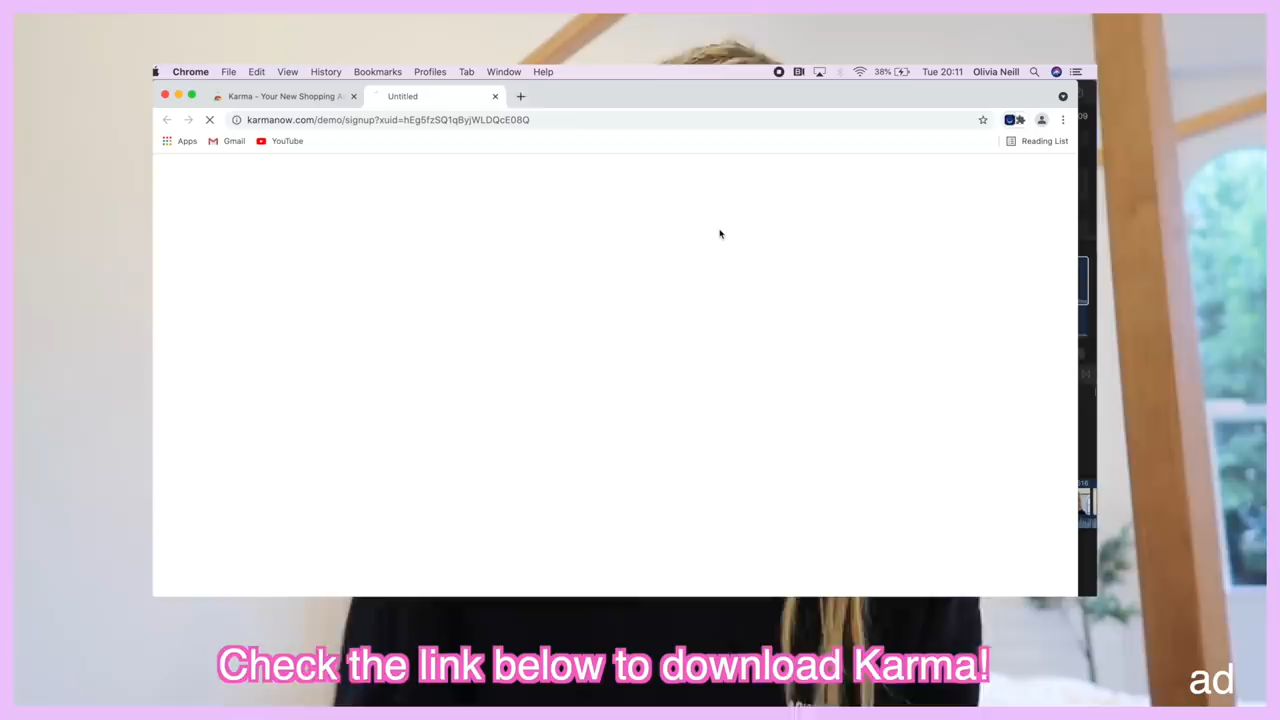 Chrome File Edit View History Bookmarks Profiles Tab Window Help 38% Tue 20:11 Olivia Neill
Karma - Your New Shopping A Untitled
karmanow.com/demo/signup?xuid=hEg5fzSQ1qByjWLDQcE08Q
Apps Gmail YouTube Reading List
Check the link below to download Karma!
ad